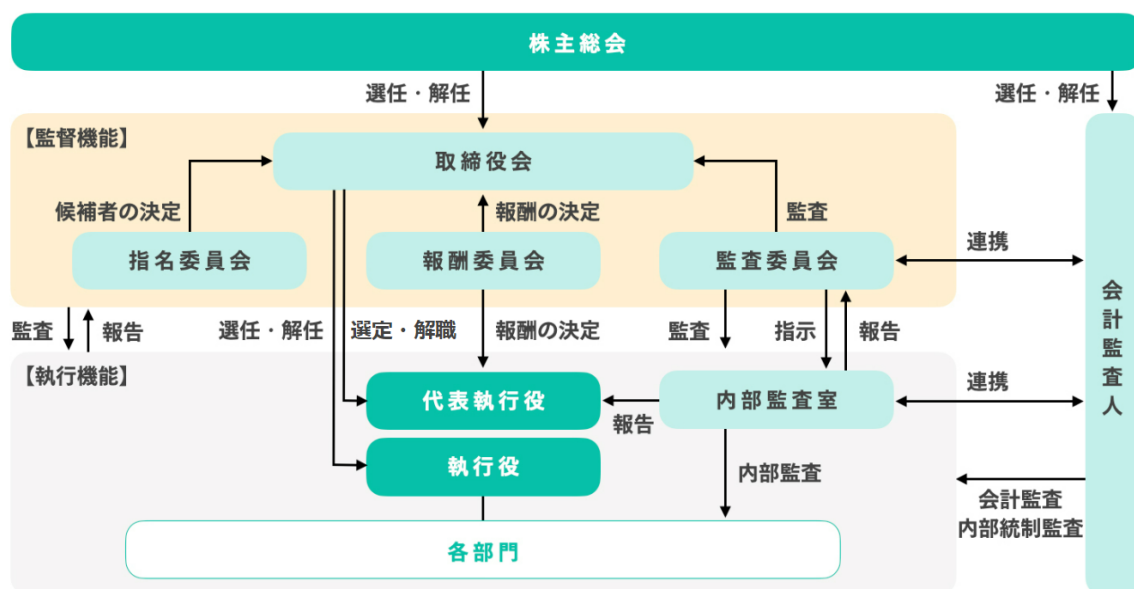 株主総会
選任・解任
選任・解任
【監督機能】
取締役会
候補者の決定
報酬の決定
監査
指名委員会
報酬委員会
監査委員会
連携
会計監査人
監査
報告
選任・解任
選定・解職
報酬の決定
監査
指示
報告
【執行機能】
代表執行役
報告
内部監査室
連携
執行役
内部監査
会計監査
内部統制監査
各部門